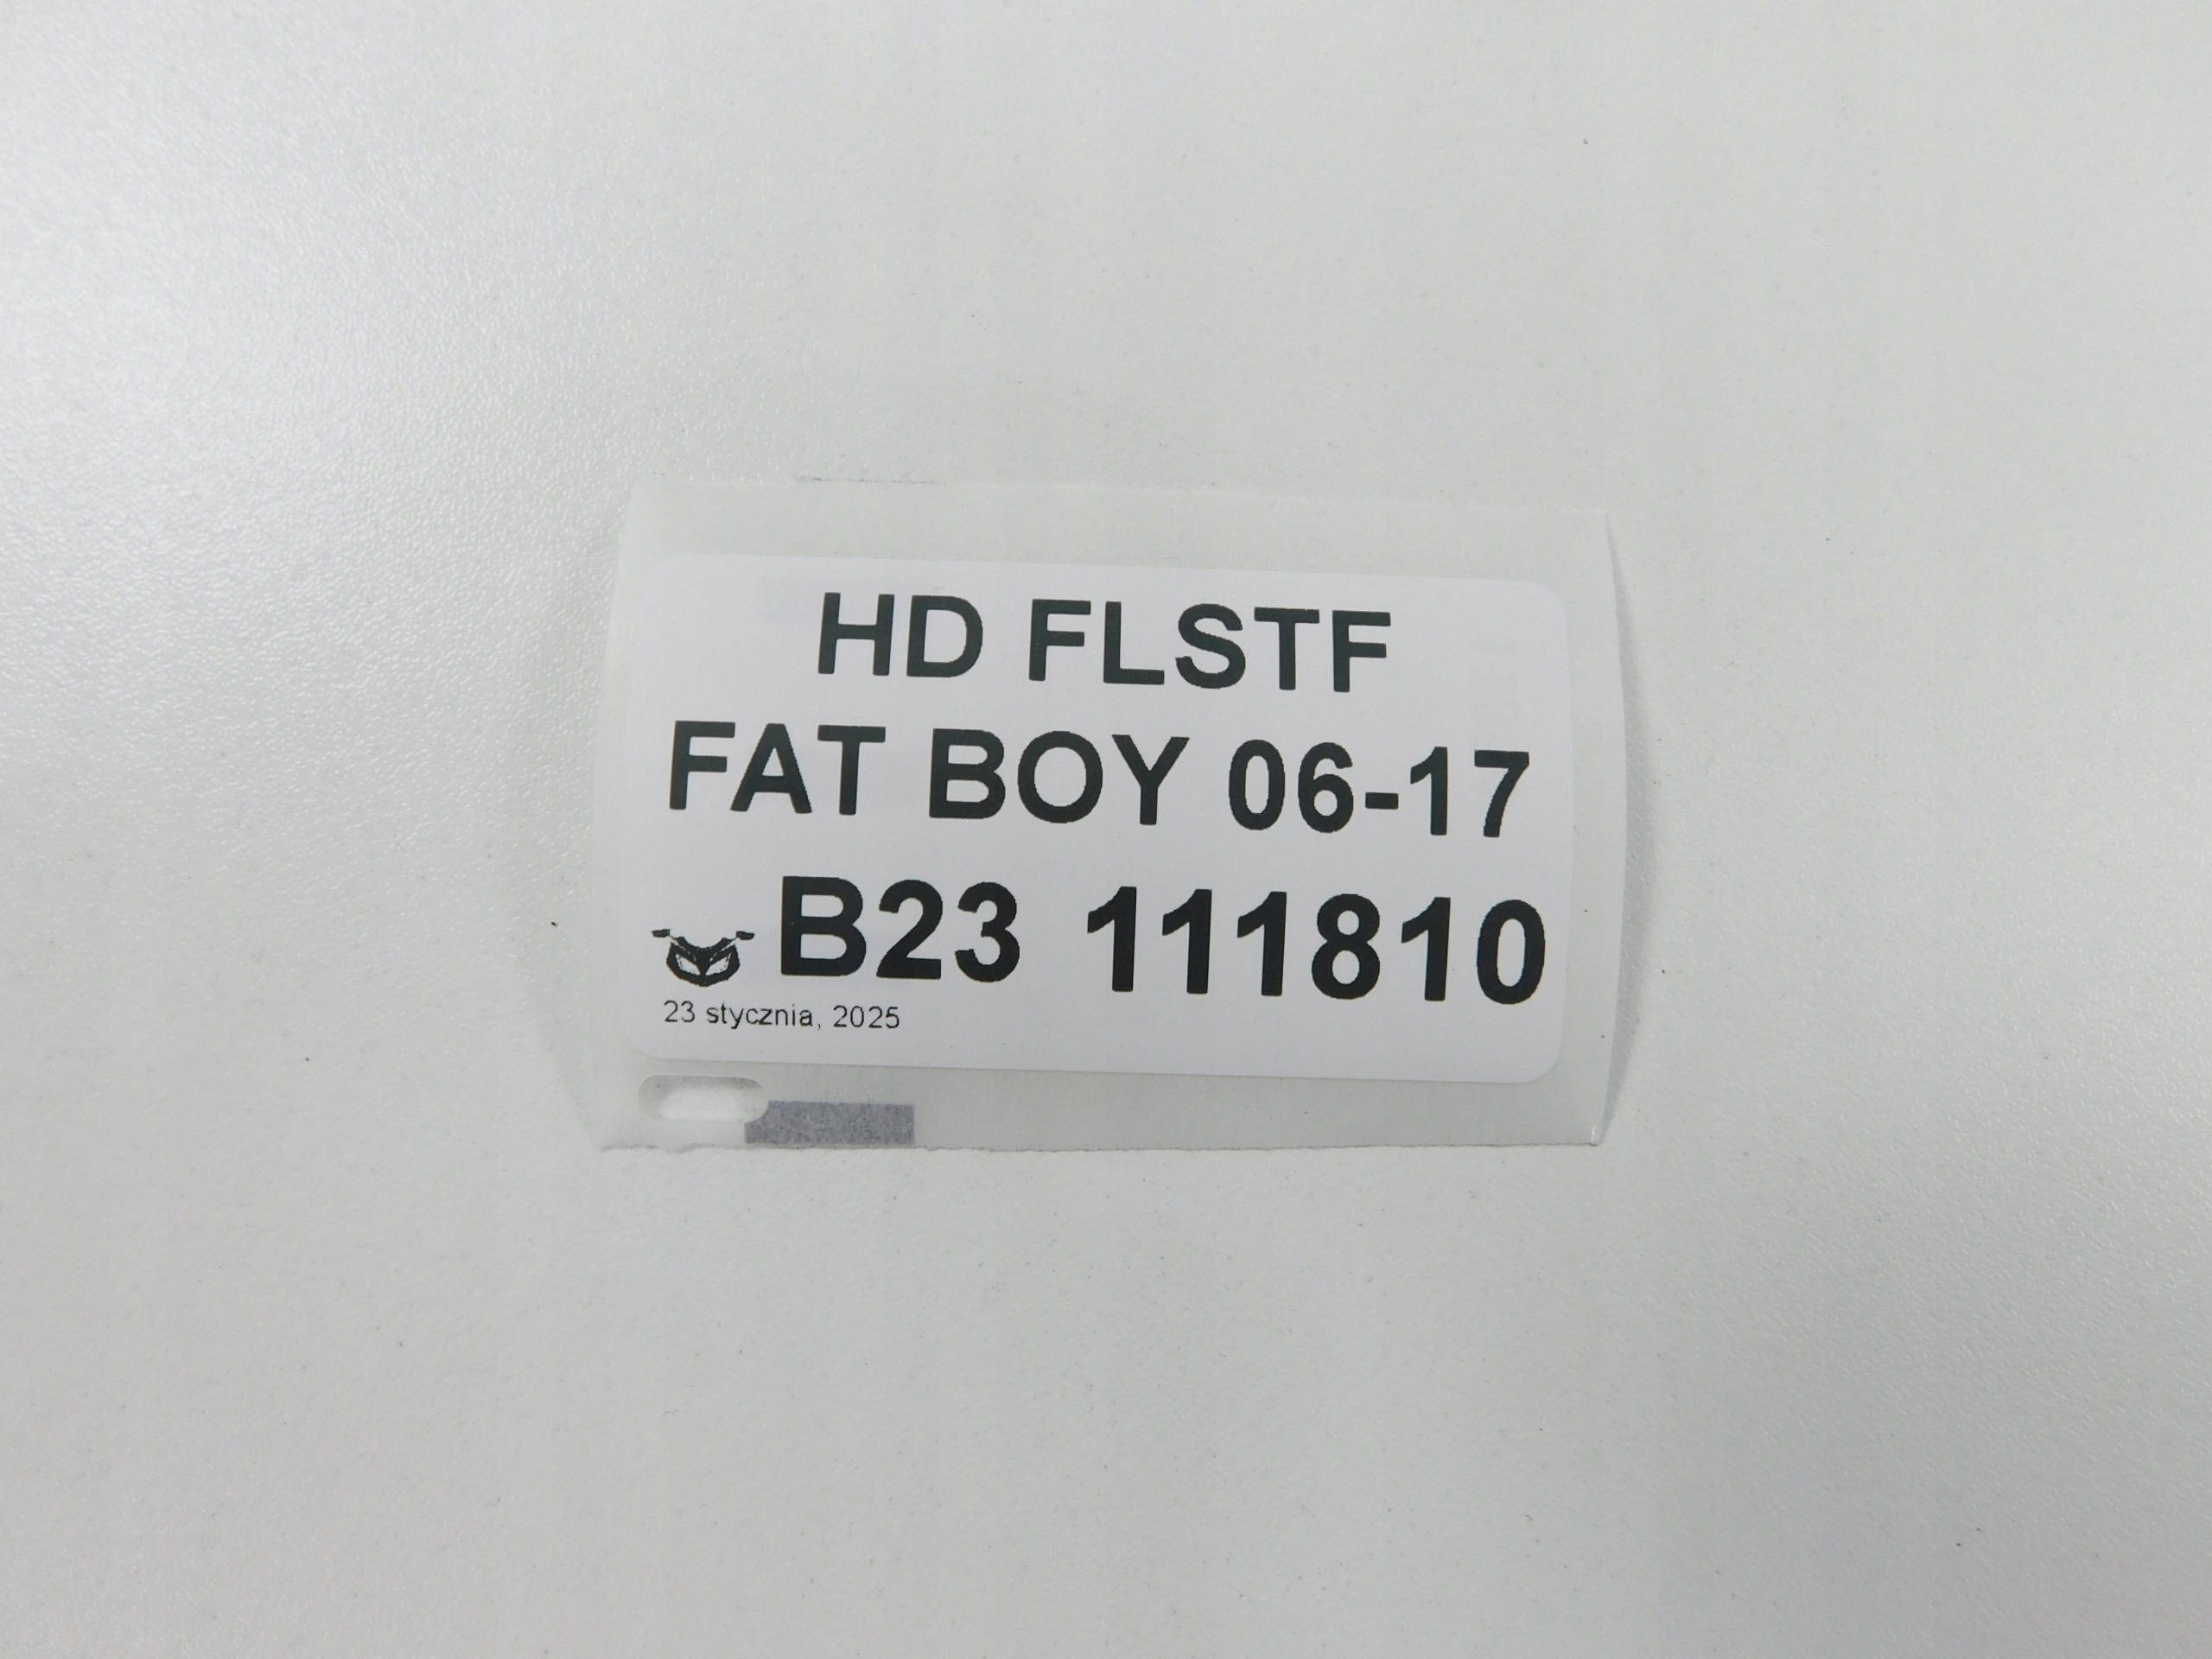 HD FLSTF
FAT BOY 06-17
B23 111810
23 stycznia, 2025